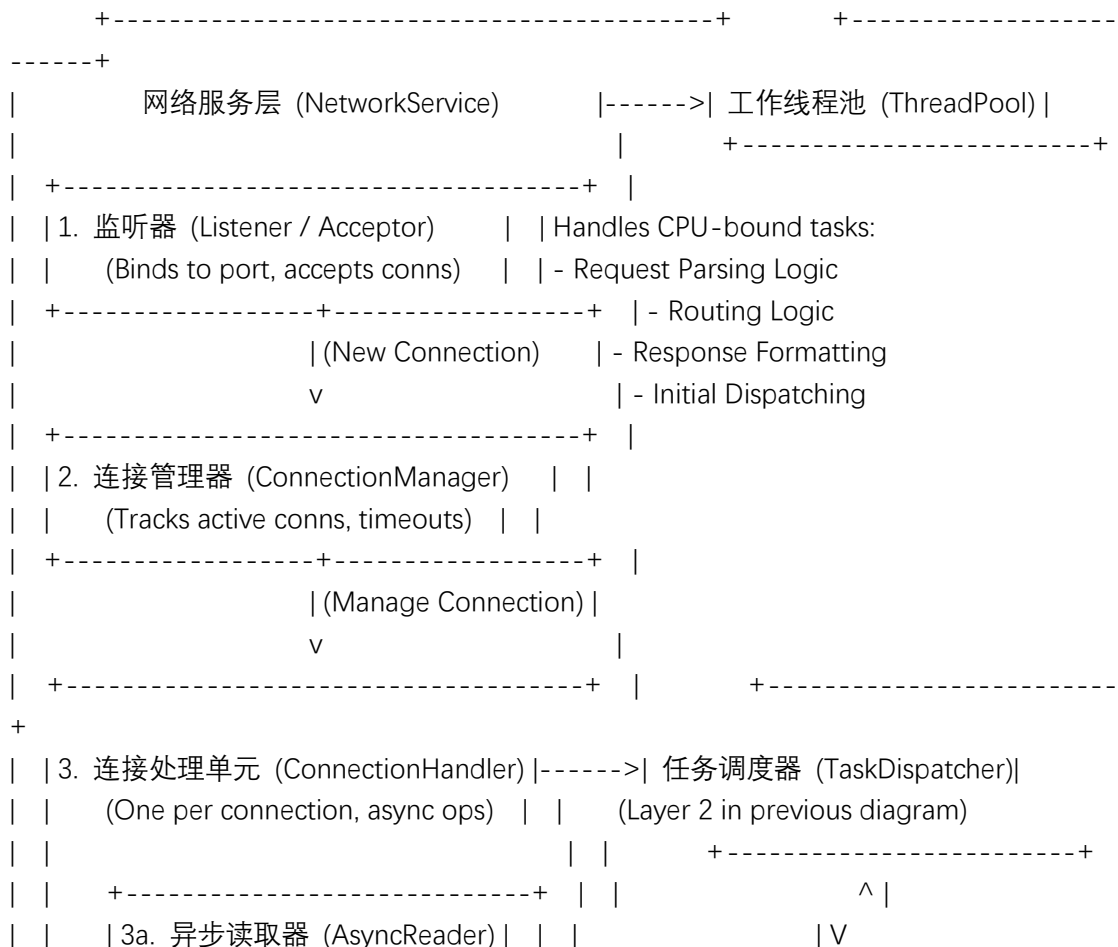 +-------------------------------------------+ +-------------------
------+
| 网络服务层 (NetworkService) |------>| 工作线程池 (ThreadPool) |
| | +-------------------------+
| +-------------------------------------+ |
| | 1. 监听器 (Listener / Acceptor) | | Handles CPU-bound tasks:
| | (Binds to port, accepts conns) | | - Request Parsing Logic
| +------------------+------------------+ | - Routing Logic
| | (New Connection) | - Response Formatting
| v | - Initial Dispatching
| +-------------------------------------+ |
| | 2. 连接管理器 (ConnectionManager) | |
| | (Tracks active conns, timeouts) | |
| +------------------+------------------+ |
| | (Manage Connection) |
| v |
| +-------------------------------------+ | +-------------------------
+
| | 3. 连接处理单元 (ConnectionHandler) |------>| 任务调度器 (TaskDispatcher)|
| | (One per connection, async ops) | | (Layer 2 in previous diagram)
| | | | +-------------------------+
| | +-----------------------------+ | | ^ |
| | | 3a. 异步读取器 (AsyncReader) | | | | V